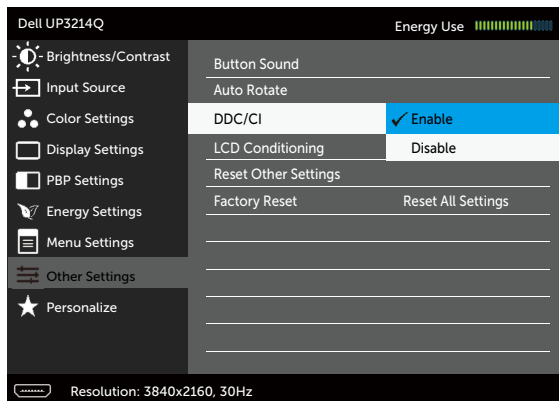 Dell UP3214Q
Energy Use
Brightness/Contrast
Input Source
Color Settings
Display Settings
PBP Settings
Energy Settings
Menu Settings
Other Settings
Personalize
Button Sound
Auto Rotate
DDC/CI
Enable
LCD Conditioning
Disable
Reset Other Settings
Factory Reset
Reset All Settings
Resolution: 3840x2160, 30Hz